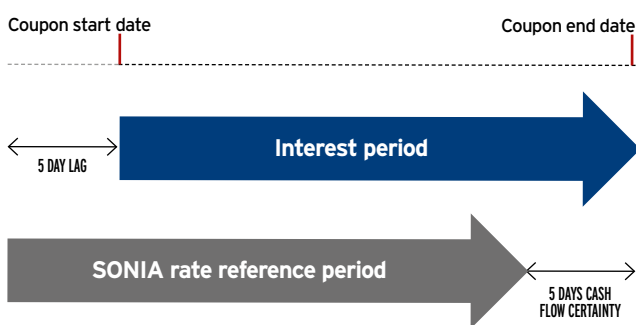 Coupon start date
Coupon end date
Interest period
5 DAY LAG
SONIA rate reference period
5 DAYS CASH
FLOW CERTAINTY